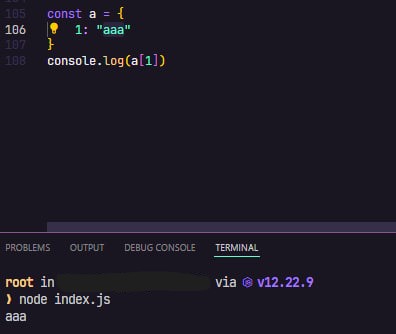 105 const a = {
106 1: "aaa"
107 }
108 console.log(a[1])
PROBLEMS OUTPUT DEBUG CONSOLE TERMINAL
root in via v12.22.9
❯ node index.js
aaa